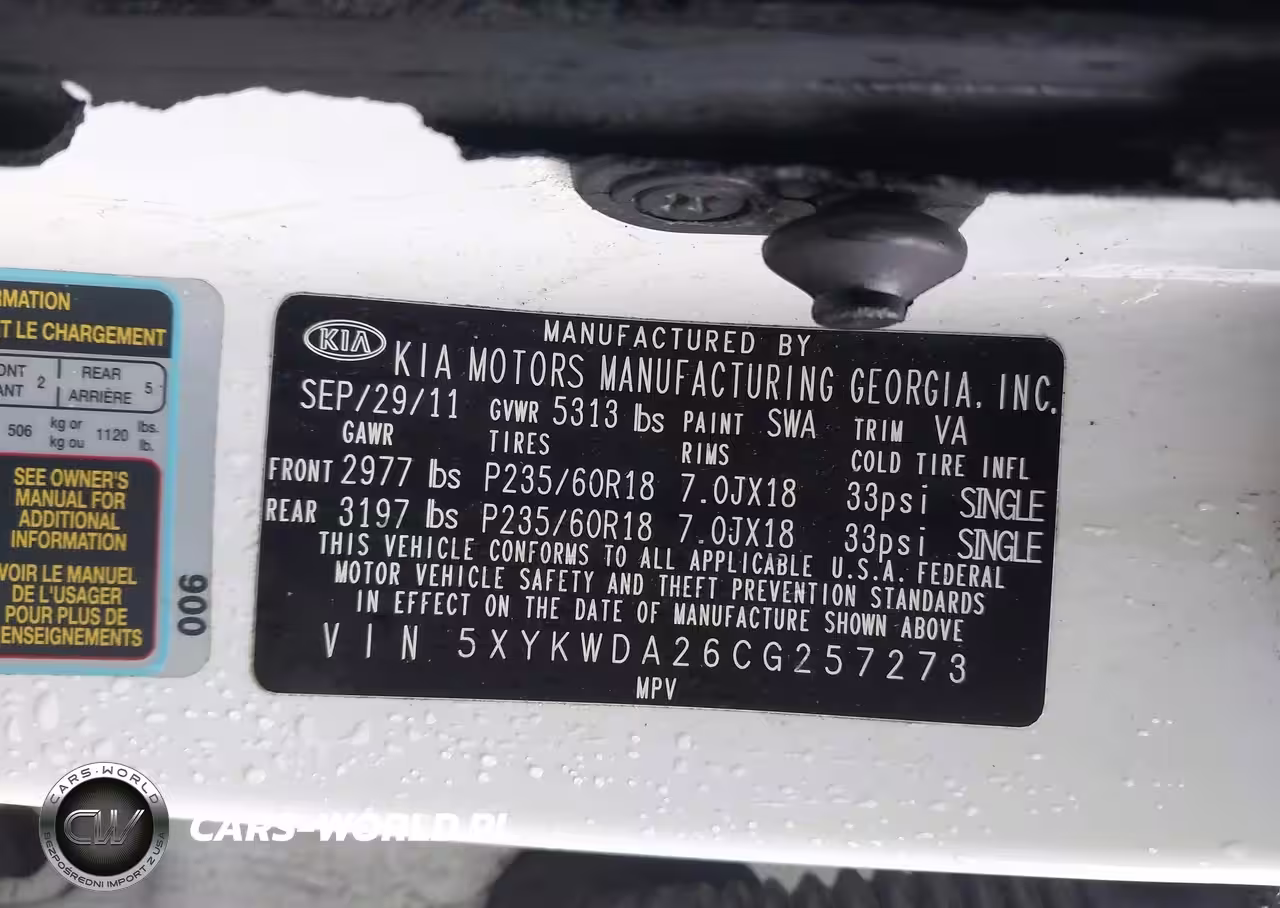 RMATION
T LE CHARGEMENT
ONT 2 REAR 5
ANT ARRIÈRE
506 kg or 1120 lbs.
kg ou lb.
SEE OWNER'S
MANUAL FOR
ADDITIONAL
INFORMATION
VOIR LE MANUEL
DE L'USAGER
POUR PLUS DE
ENSEIGNEMENTS
006
KIA
MANUFACTURED BY
KIA MOTORS MANUFACTURING GEORGIA, INC.
SEP/29/11 GVWR 5313 lbs PAINT SWA TRIM VA
GAWR TIRES RIMS COLD TIRE INFL
FRONT 2977 lbs P235/60R18 7.0JX18 33psi SINGLE
REAR 3197 lbs P235/60R18 7.0JX18 33psi SINGLE
THIS VEHICLE CONFORMS TO ALL APPLICABLE U.S.A. FEDERAL
MOTOR VEHICLE SAFETY AND THEFT PREVENTION STANDARDS
IN EFFECT ON THE DATE OF MANUFACTURE SHOWN ABOVE
VIN 5XYKWDA26CG257273
MPV
CARS-WORLD
CW
BEZPOŚREDNI IMPORT Z USA
CARS-WORLD.PL